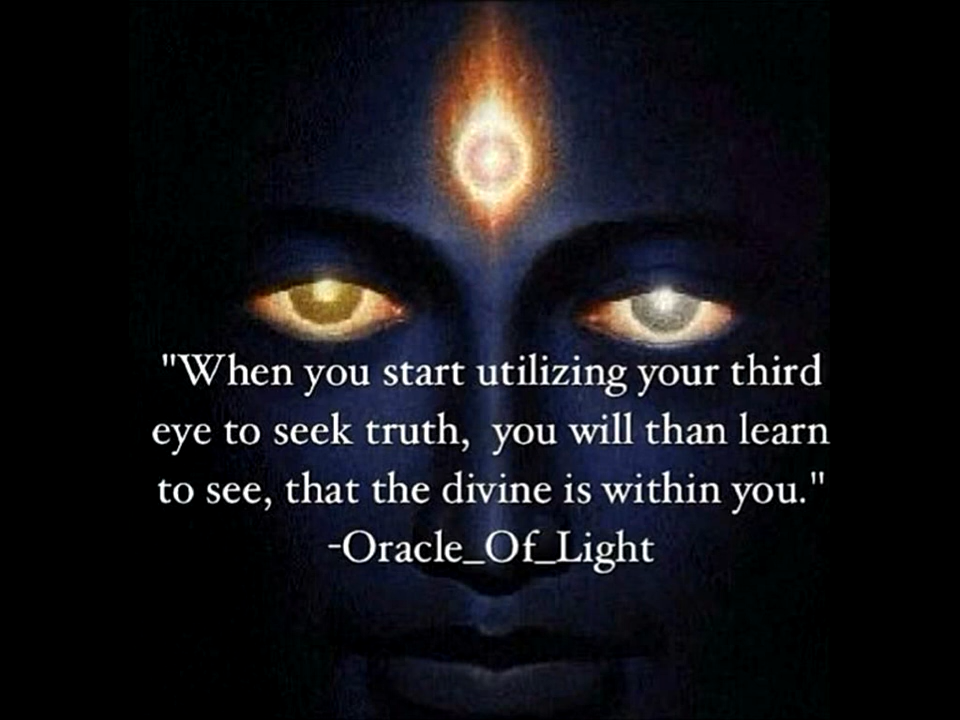 "When you start utilizing your third
eye to seek truth,  you will than learn
to see, that the divine is within you."
-Oracle_Of_Light